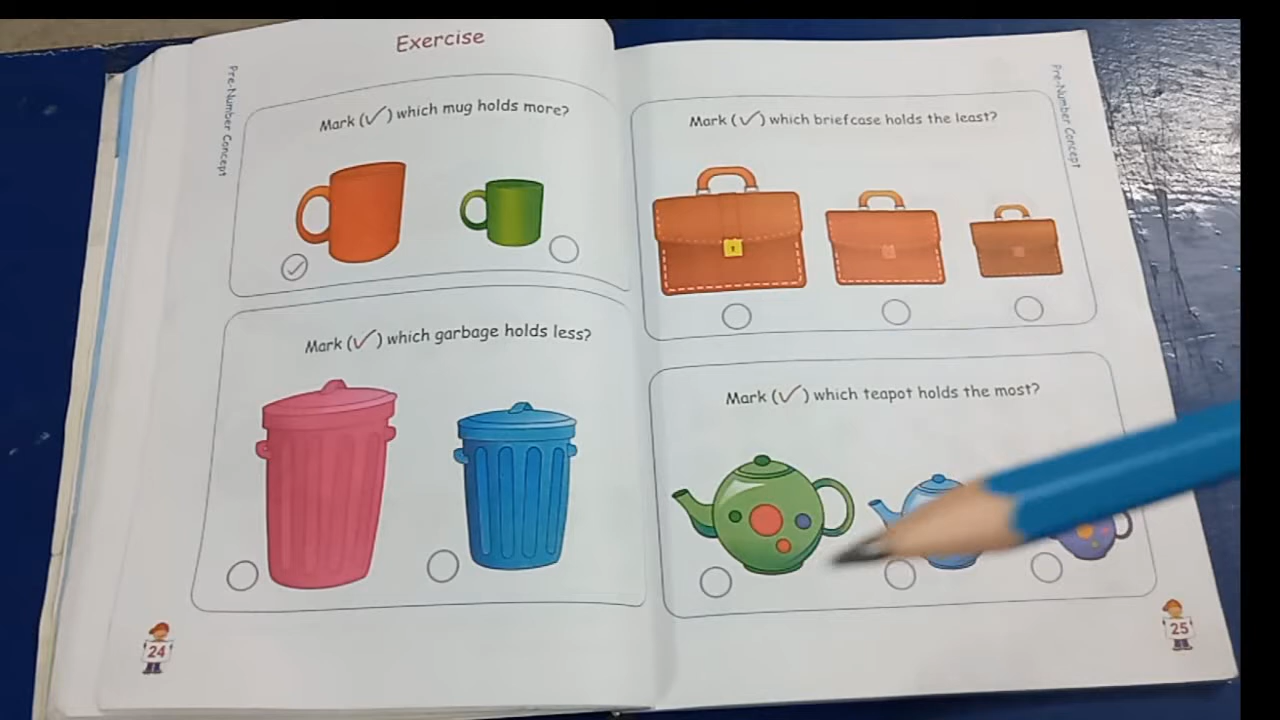 Exercise
Pre-Number Concept
Mark (✓) which mug holds more?
Mark (✓) which garbage holds less?
24
Pre-Number Concept
Mark (✓) which briefcase holds the least?
Mark (✓) which teapot holds the most?
25